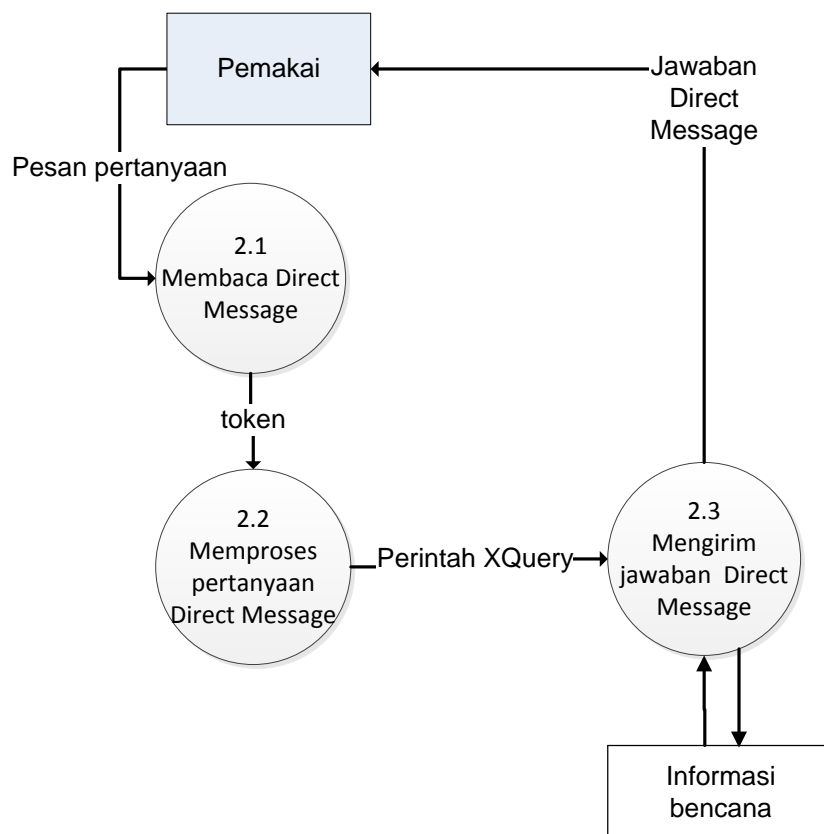 Pemakai
Jawaban
Direct
Message
Pesan pertanyaan
2.1
Membaca Direct
Message
token
2.2
Memproses
pertanyaan
Direct Message
Perintah XQuery
2.3
Mengirim
jawaban Direct
Message
Informasi
bencana